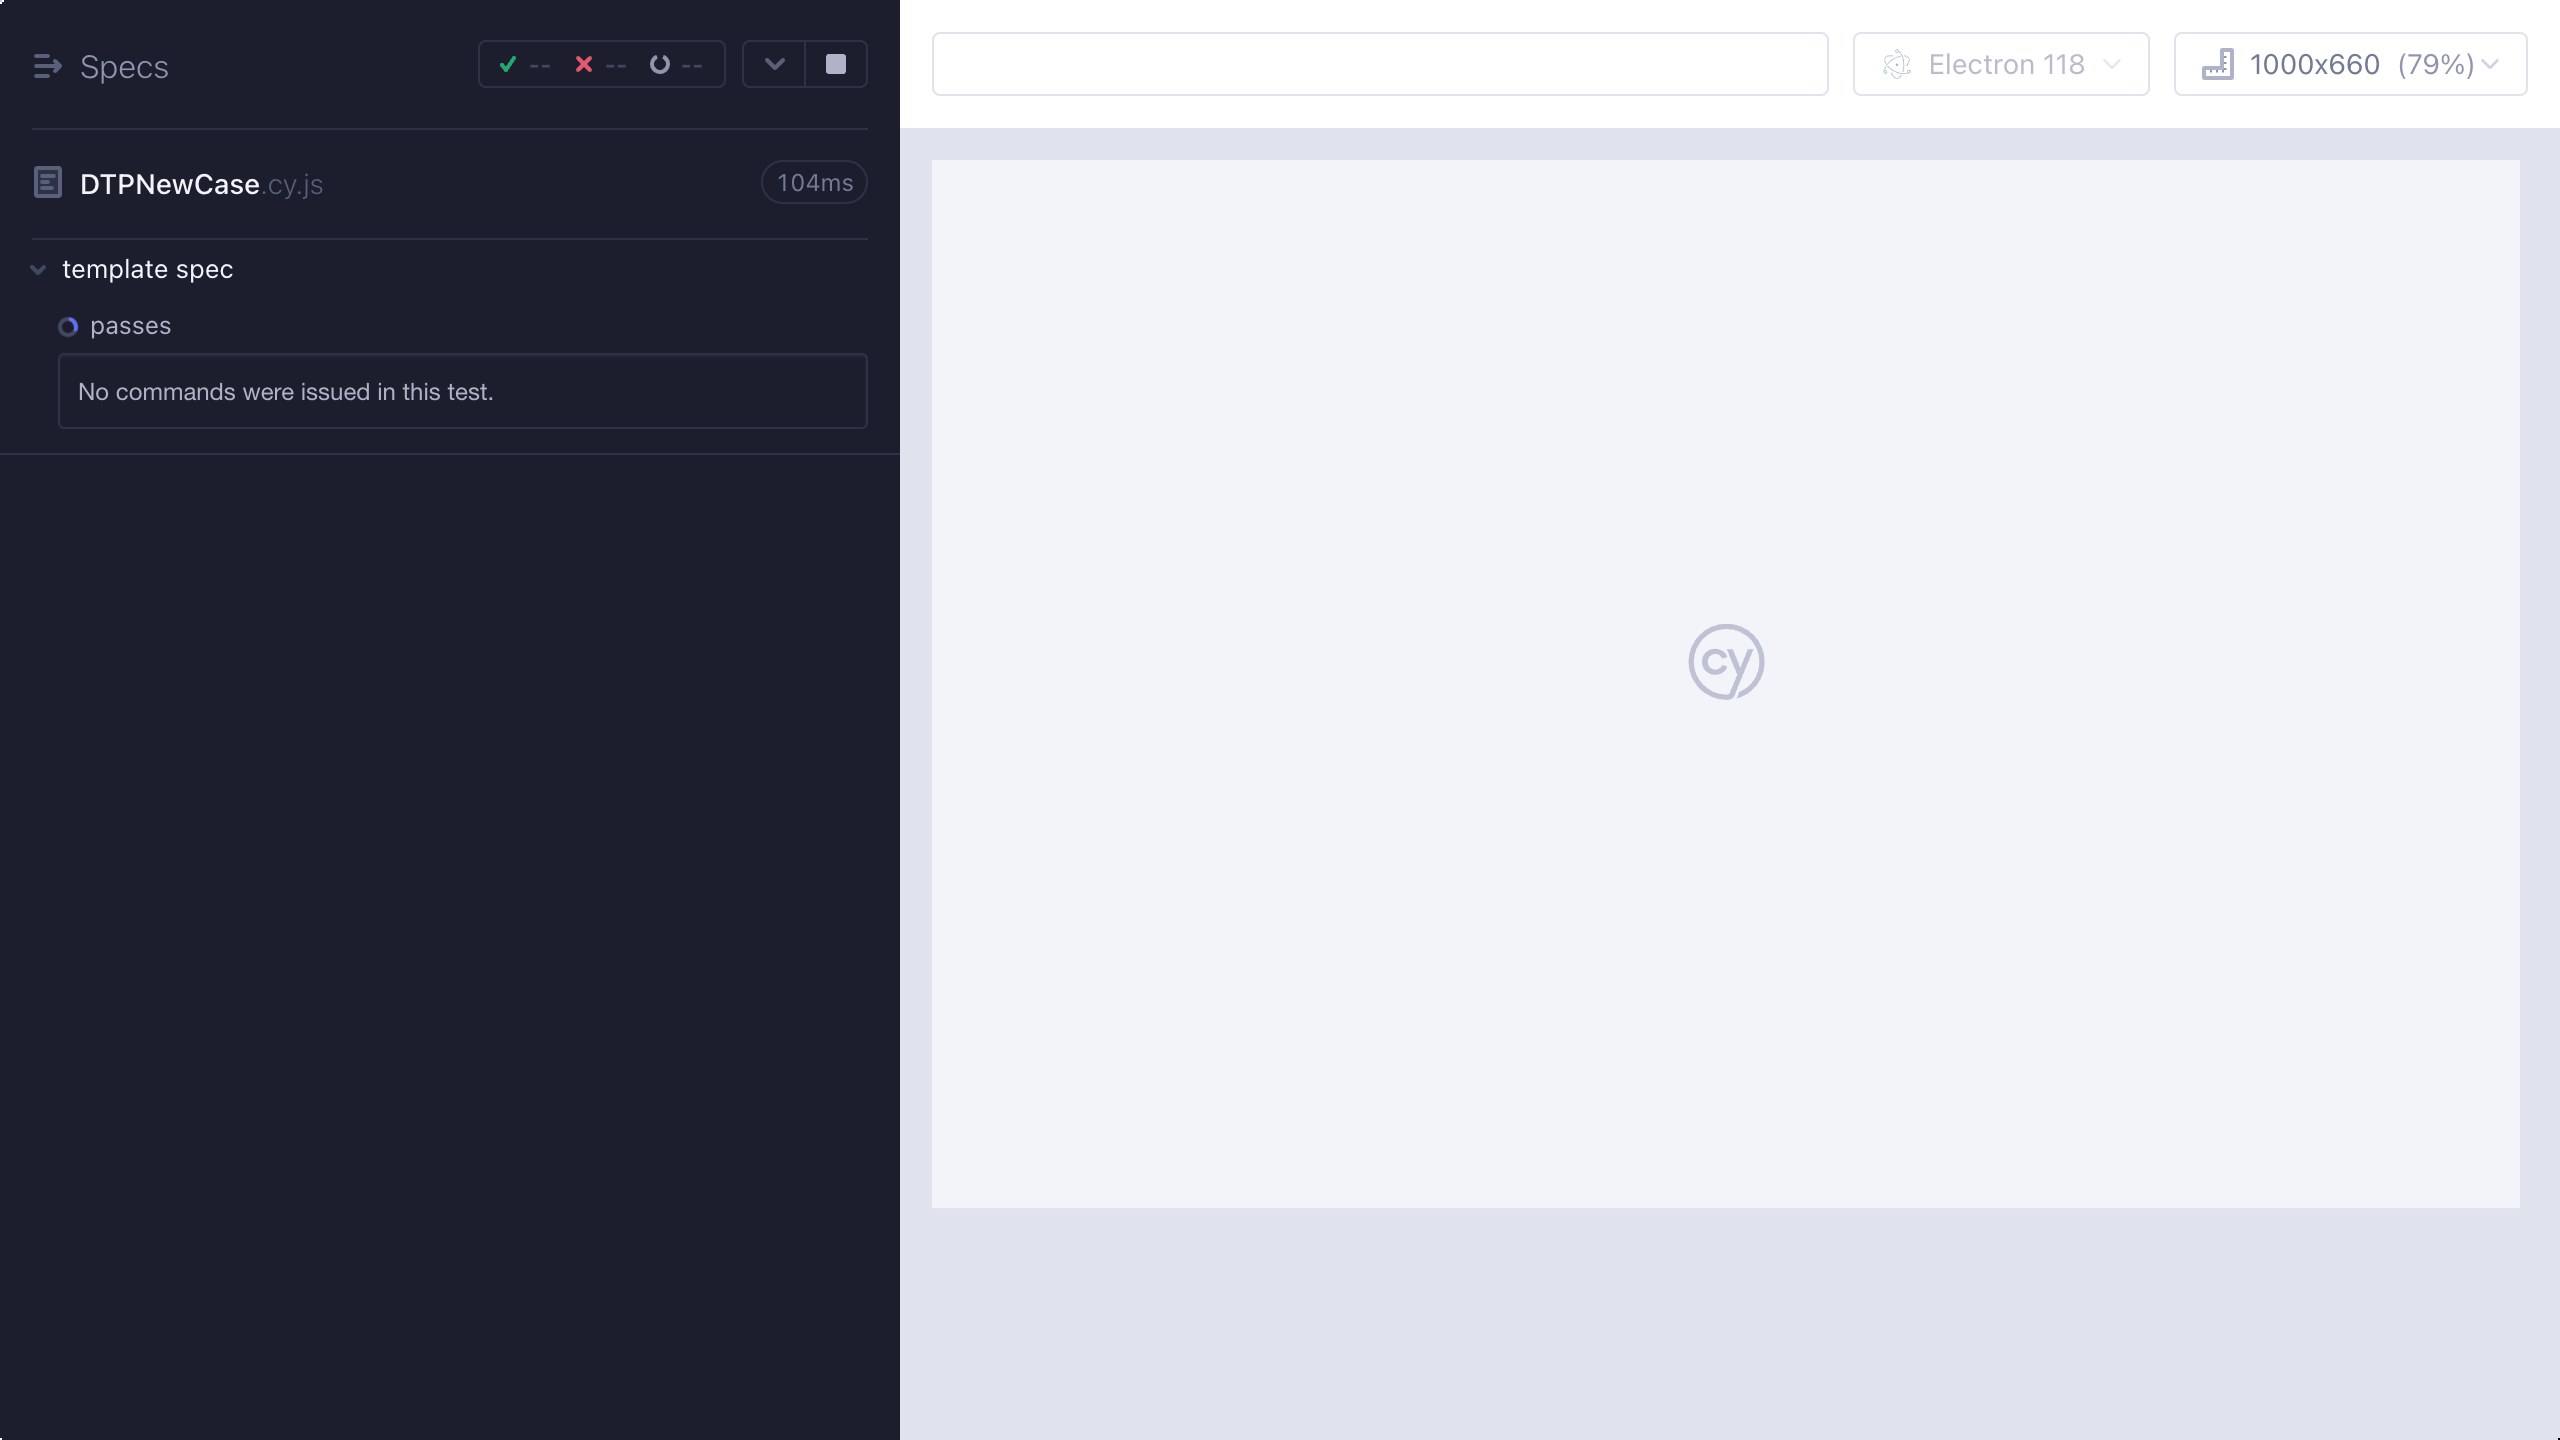 Specs
-- -- --
DTPNewCase.cy.js
104ms
template spec
passes
No commands were issued in this test.
Electron 118
1000x660 (79%)
cy